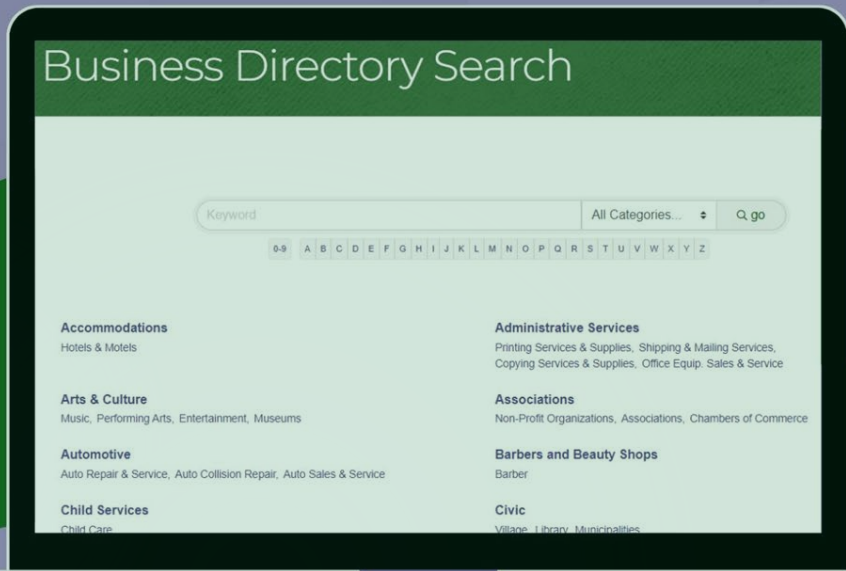 Business Directory Search
Keyword
All Categories...
go
0-9 A B C D E F G H I J K L M N O P Q R S T U V W X Y Z
Accommodations
Hotels & Motels
Administrative Services
Printing Services & Supplies, Shipping & Mailing Services,
Copying Services & Supplies, Office Equip. Sales & Service
Arts & Culture
Music, Performing Arts, Entertainment, Museums
Associations
Non-Profit Organizations, Associations, Chambers of Commerce
Automotive
Auto Repair & Service, Auto Collision Repair, Auto Sales & Service
Barbers and Beauty Shops
Barber
Child Services
Child Care
Civic
Village, Library, Municipalities